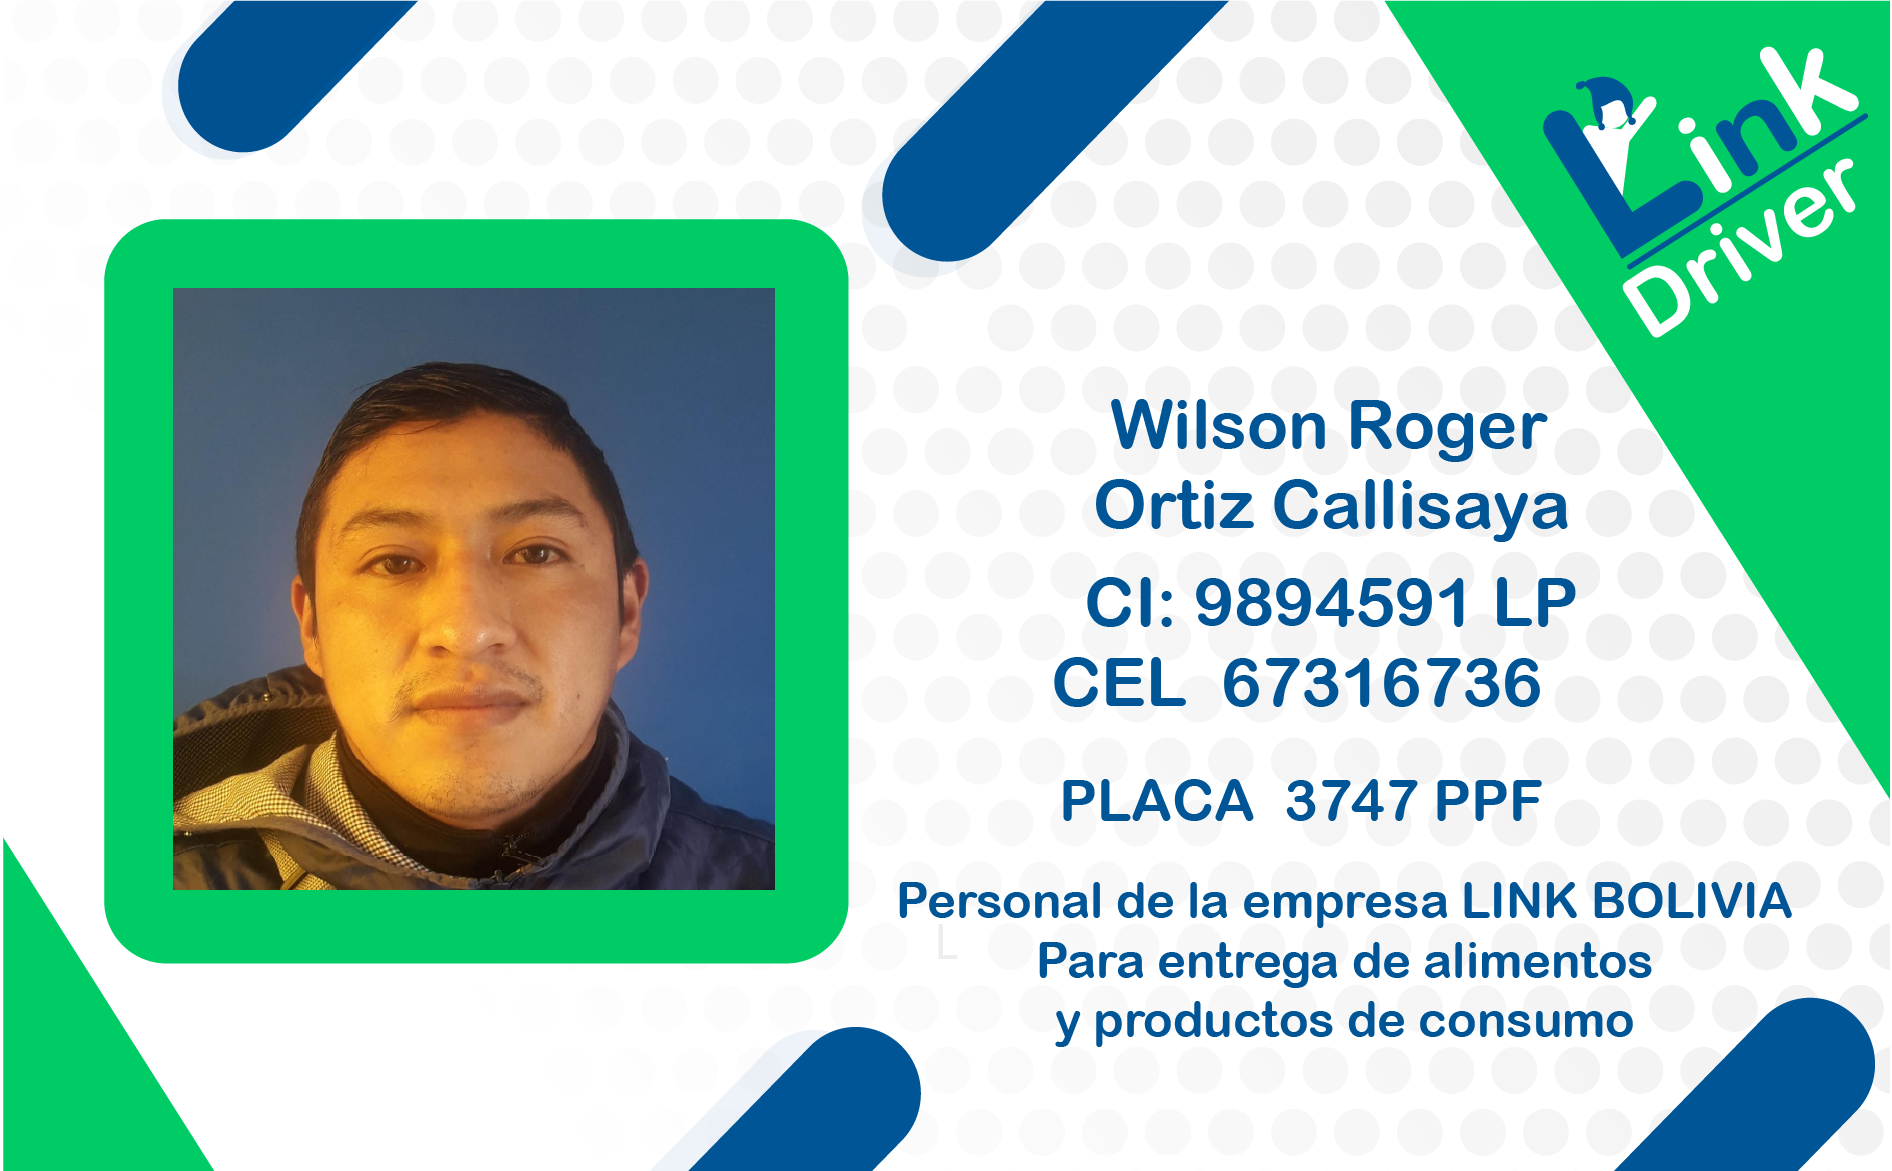 Link
Driver
Wilson Roger
Ortiz Callisaya
CI: 9894591 LP
CEL  67316736
PLACA  3747 PPF
Personal de la empresa LINK BOLIVIA
L
Para entrega de alimentos
y productos de consumo